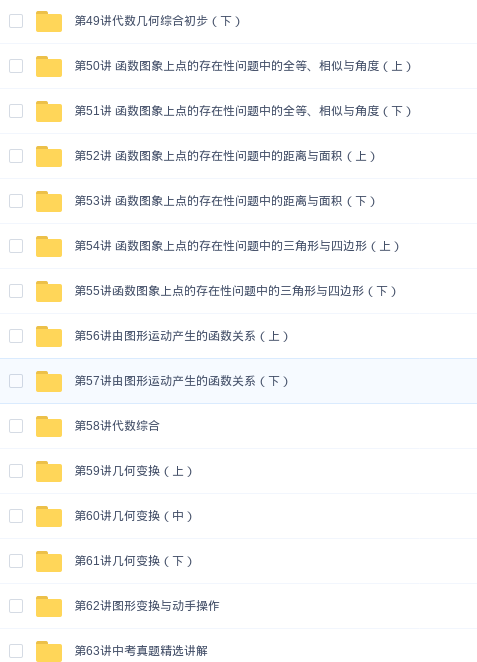 第49讲代数几何综合初步（下）
第50讲 函数图象上点的存在性问题中的全等、相似与角度（上）
第51讲 函数图象上点的存在性问题中的全等、相似与角度（下）
第52讲 函数图象上点的存在性问题中的距离与面积（上）
第53讲 函数图象上点的存在性问题中的距离与面积（下）
第54讲 函数图象上点的存在性问题中的三角形与四边形（上）
第55讲函数图象上点的存在性问题中的三角形与四边形（下）
第56讲由图形运动产生的函数关系（上）
第57讲由图形运动产生的函数关系（下）
第58讲代数综合
第59讲几何变换（上）
第60讲几何变换（中）
第61讲几何变换（下）
第62讲图形变换与动手操作
第63讲中考真题精选讲解